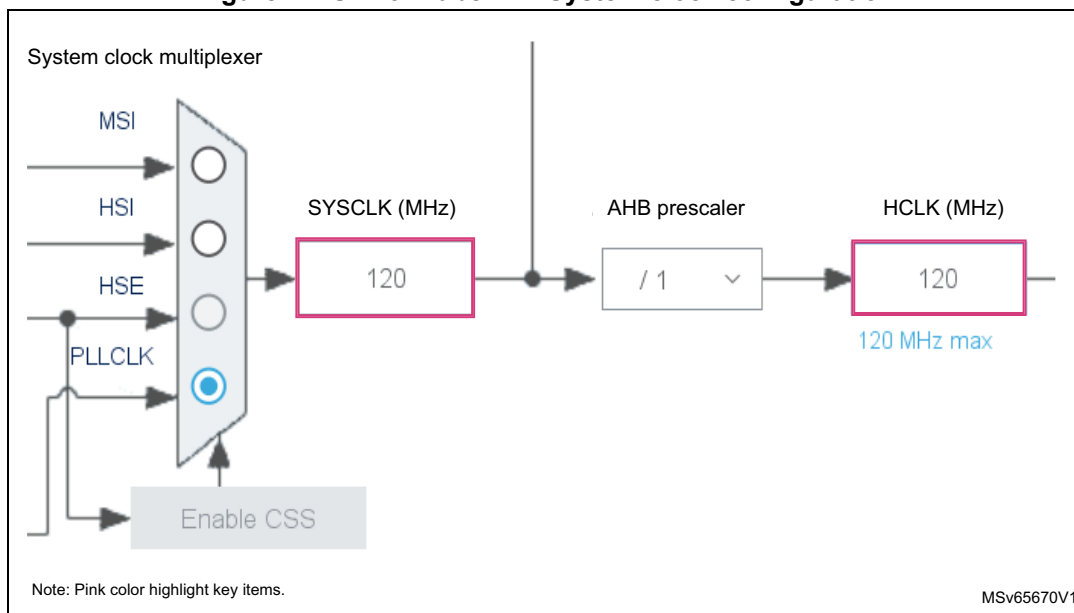 System clock multiplexer
MSI
HSI
SYSCLK (MHz)
AHB prescaler
HCLK (MHz)
120
/ 1
120
HSE
120 MHz max
PLLCLK
Enable CSS
Note: Pink color highlight key items.
MSv65670V1